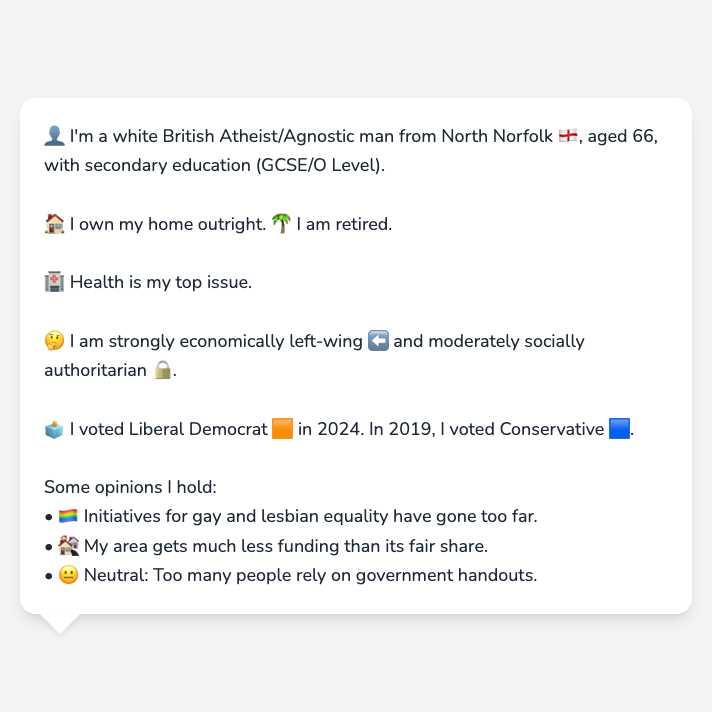 👤 I'm a white British Atheist/Agnostic man from North Norfolk 🏴󠁧󠁢󠁥󠁮󠁧󠁿, aged 66,
with secondary education (GCSE/O Level).
🏠 I own my home outright. 🌴 I am retired.
🏥 Health is my top issue.
🤔 I am strongly economically left-wing ⬅️ and moderately socially
authoritarian 🔒.
🗳️ I voted Liberal Democrat 🟧 in 2024. In 2019, I voted Conservative 🟦.
Some opinions I hold:
• 🏳️‍🌈 Initiatives for gay and lesbian equality have gone too far.
• 🏚️ My area gets much less funding than its fair share.
• 😐 Neutral: Too many people rely on government handouts.